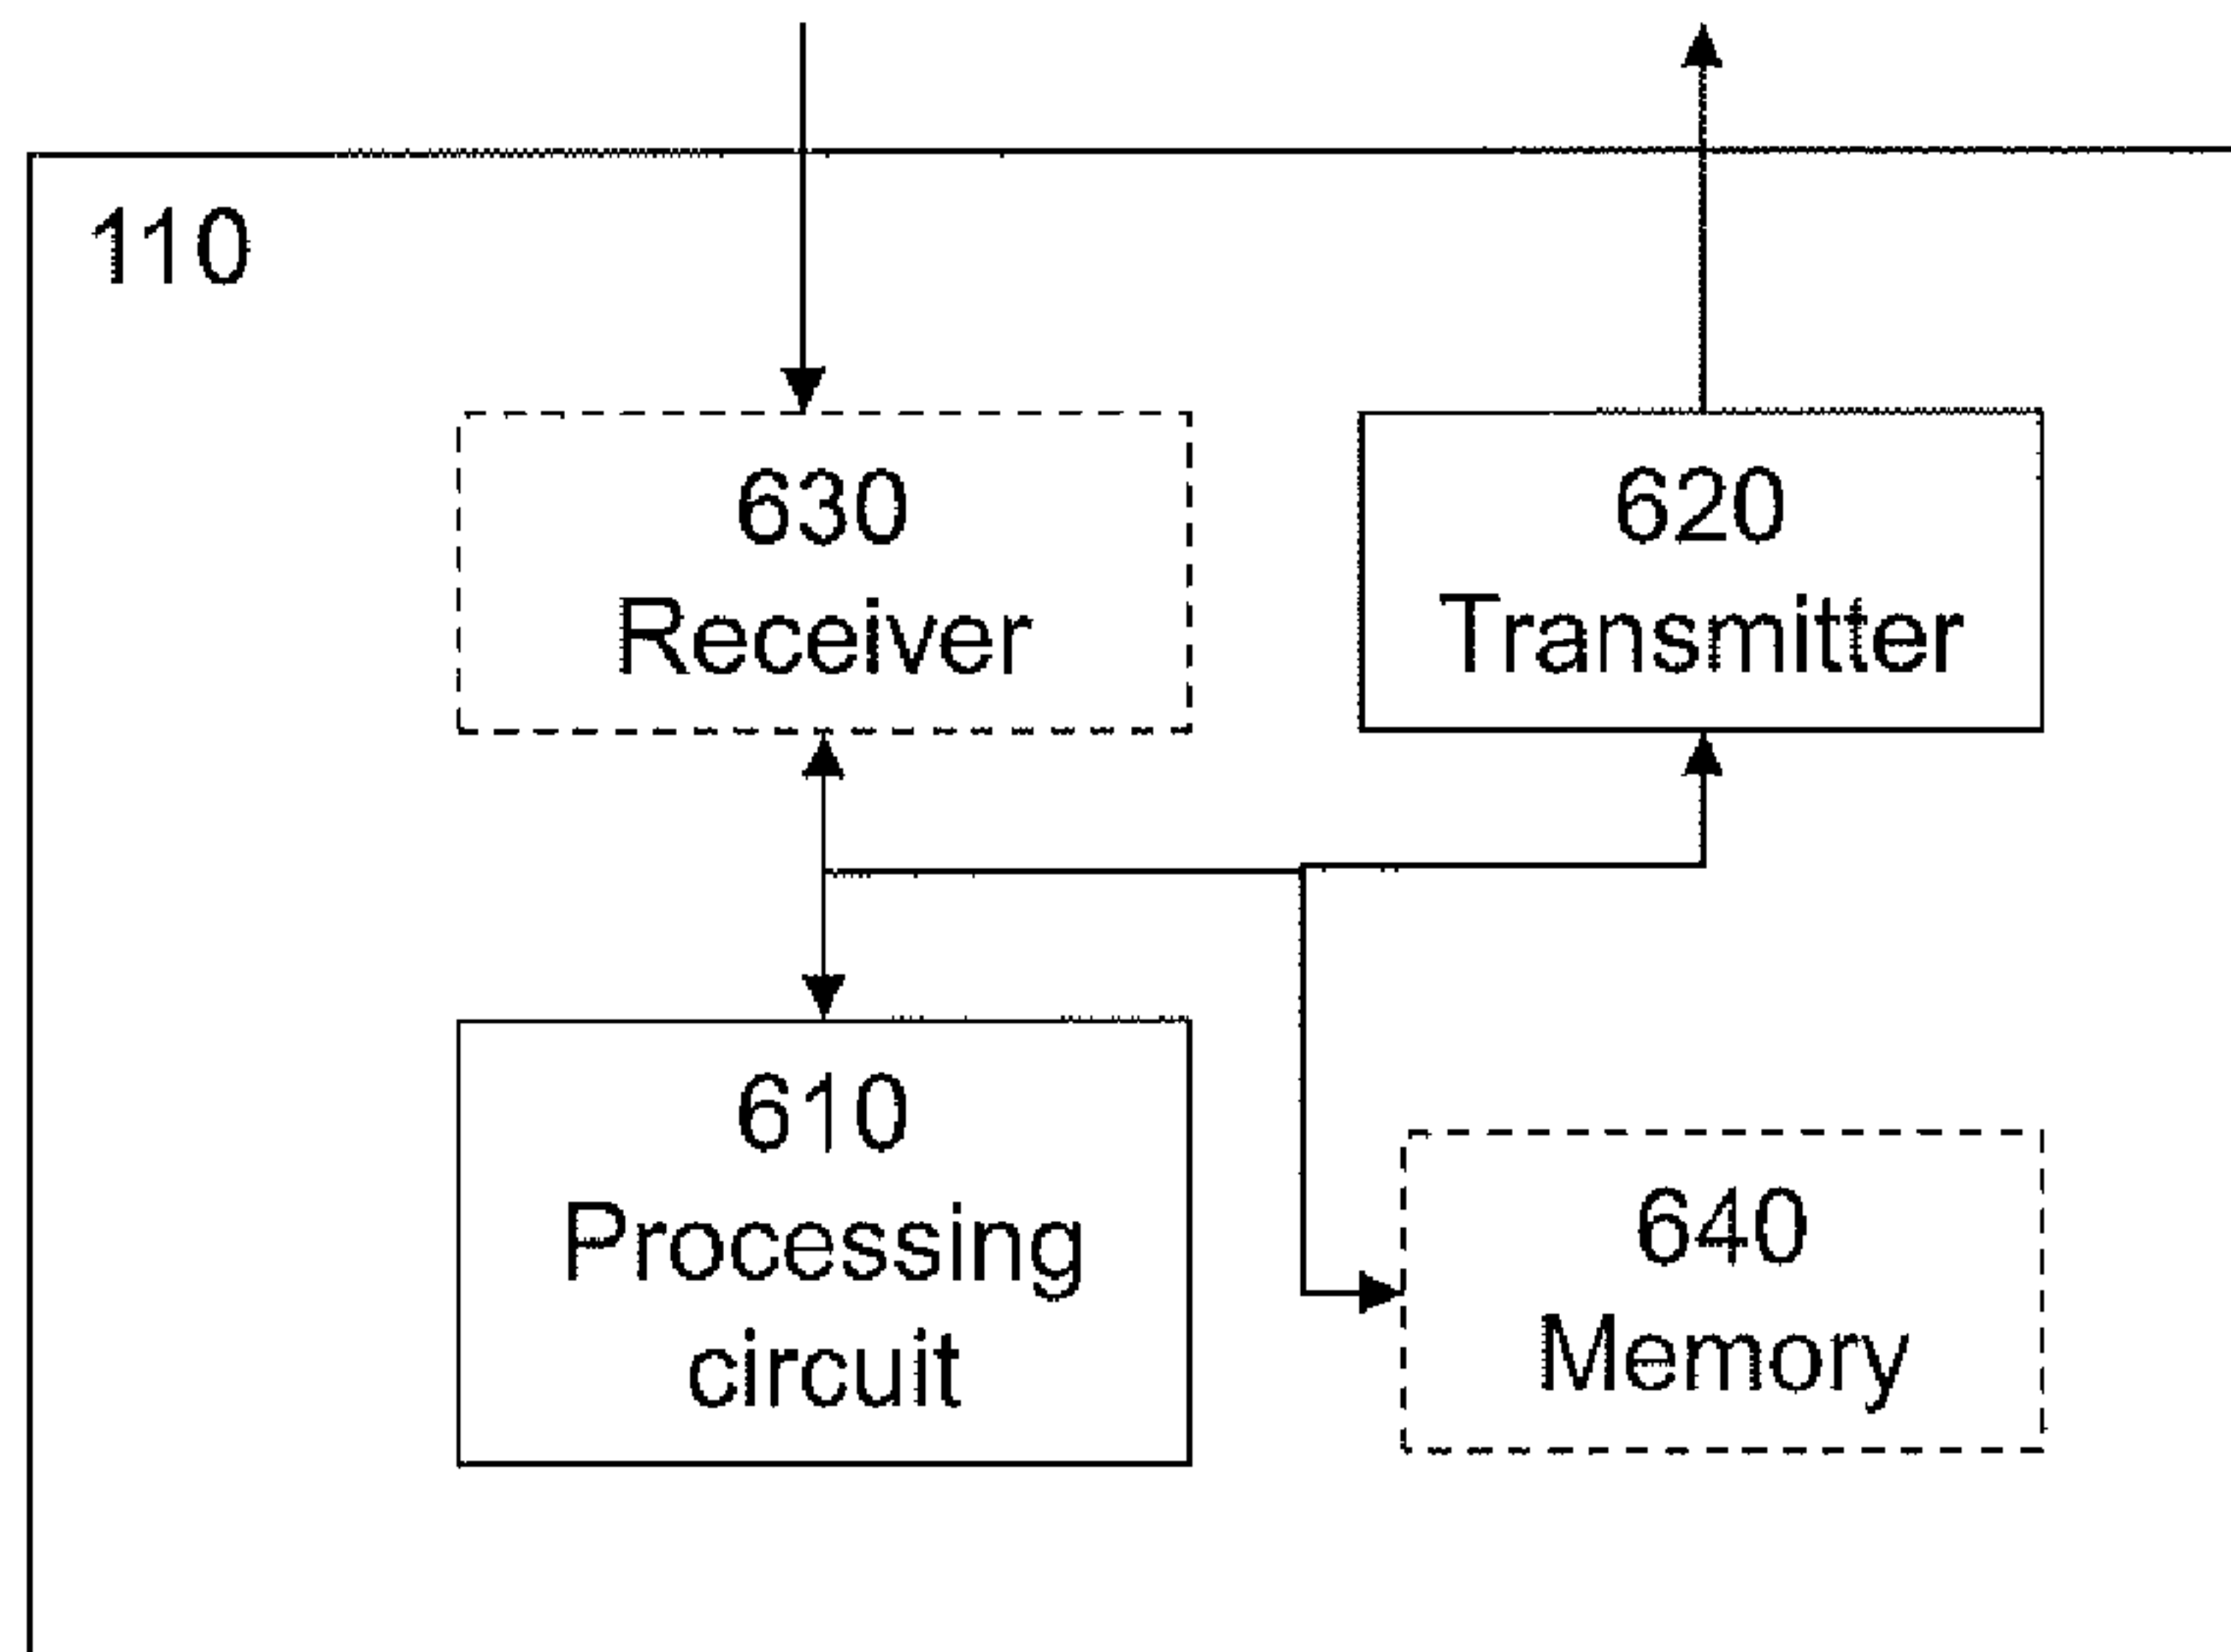 110
630
Receiver
620
Transmitter
610
Processing
circuit
640
Memory